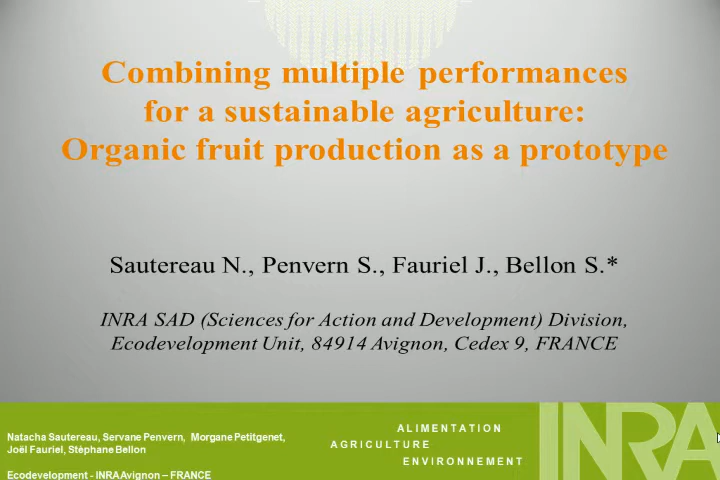 Combining multiple performances
for a sustainable agriculture:
Organic fruit production as a prototype
Sautereau N., Penvern S., Fauriel J., Bellon S.*
INRA SAD (Sciences for Action and Development) Division,
Ecodevelopment Unit, 84914 Avignon, Cedex 9, FRANCE
Natacha Sautereau, Servane Penvern, Morgane Petitgenet,
Joël Fauriel, Stéphane Bellon
Ecodevelopment - INRA Avignon – FRANCE
ALIMENTATION
AGRICULTURE
ENVIRONNEMENT
INRA